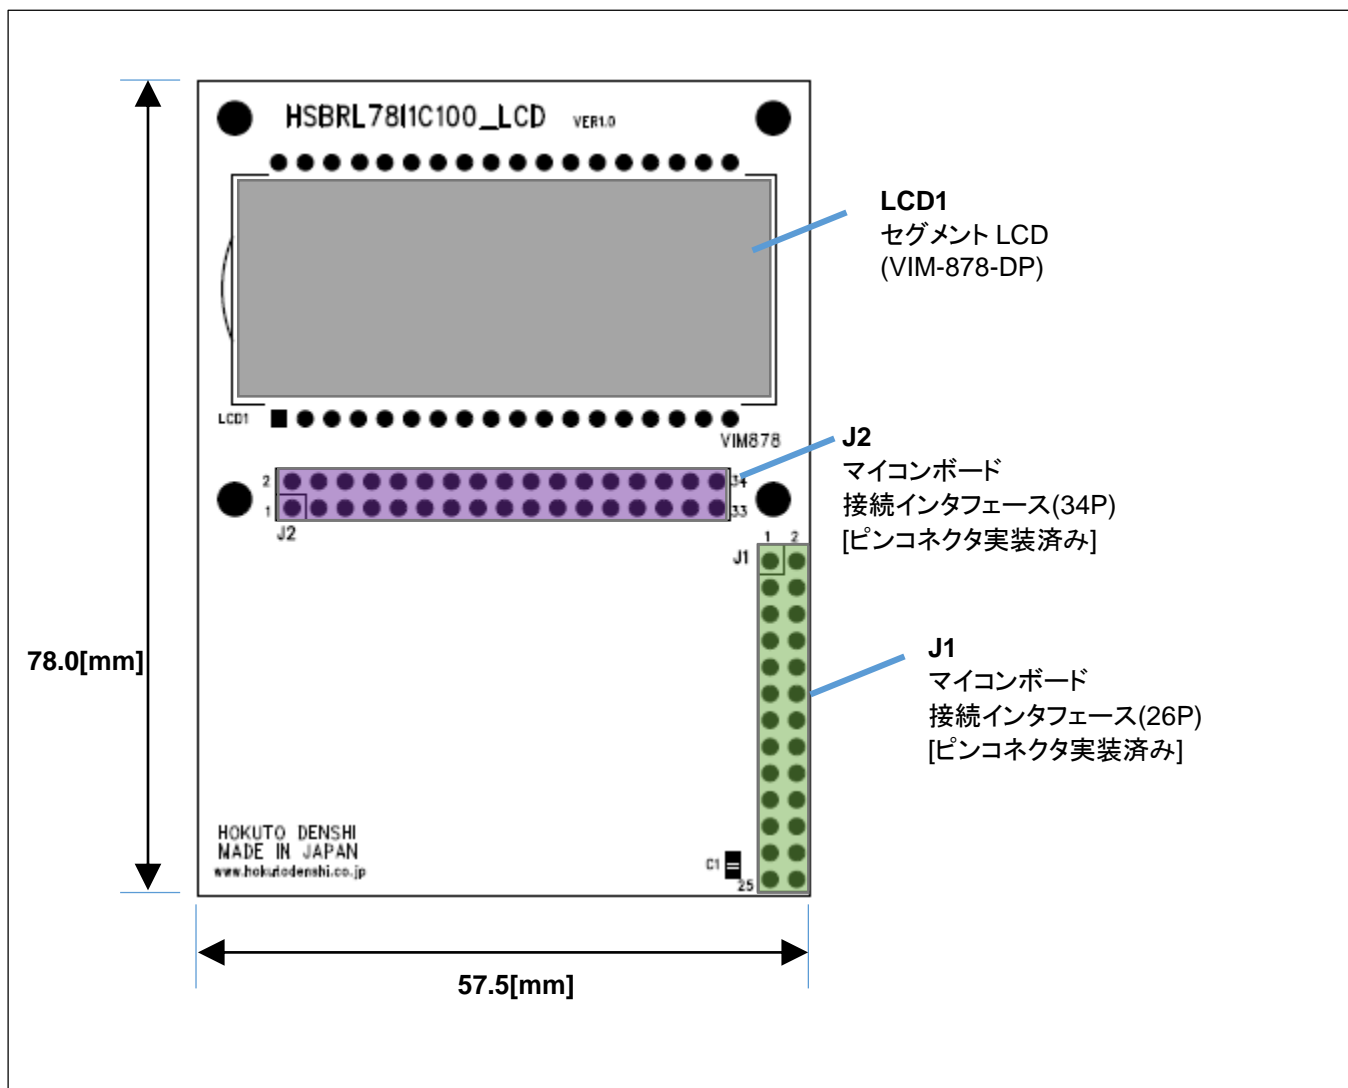 HSBRL78I1C100_LCD VER1.0
LCD1
セグメント LCD
(VIM-878-DP)
LCD1
VIM878
J2
マイコンボード
接続インタフェース(34P)
[ピンコネクタ実装済み]
2
34
1
33
J2
1 2
J1
J1
マイコンボード
接続インタフェース(26P)
[ピンコネクタ実装済み]
78.0[mm]
HOKUTO DENSHI
MADE IN JAPAN
www.hokutodenshi.co.jp
C1
25
57.5[mm]